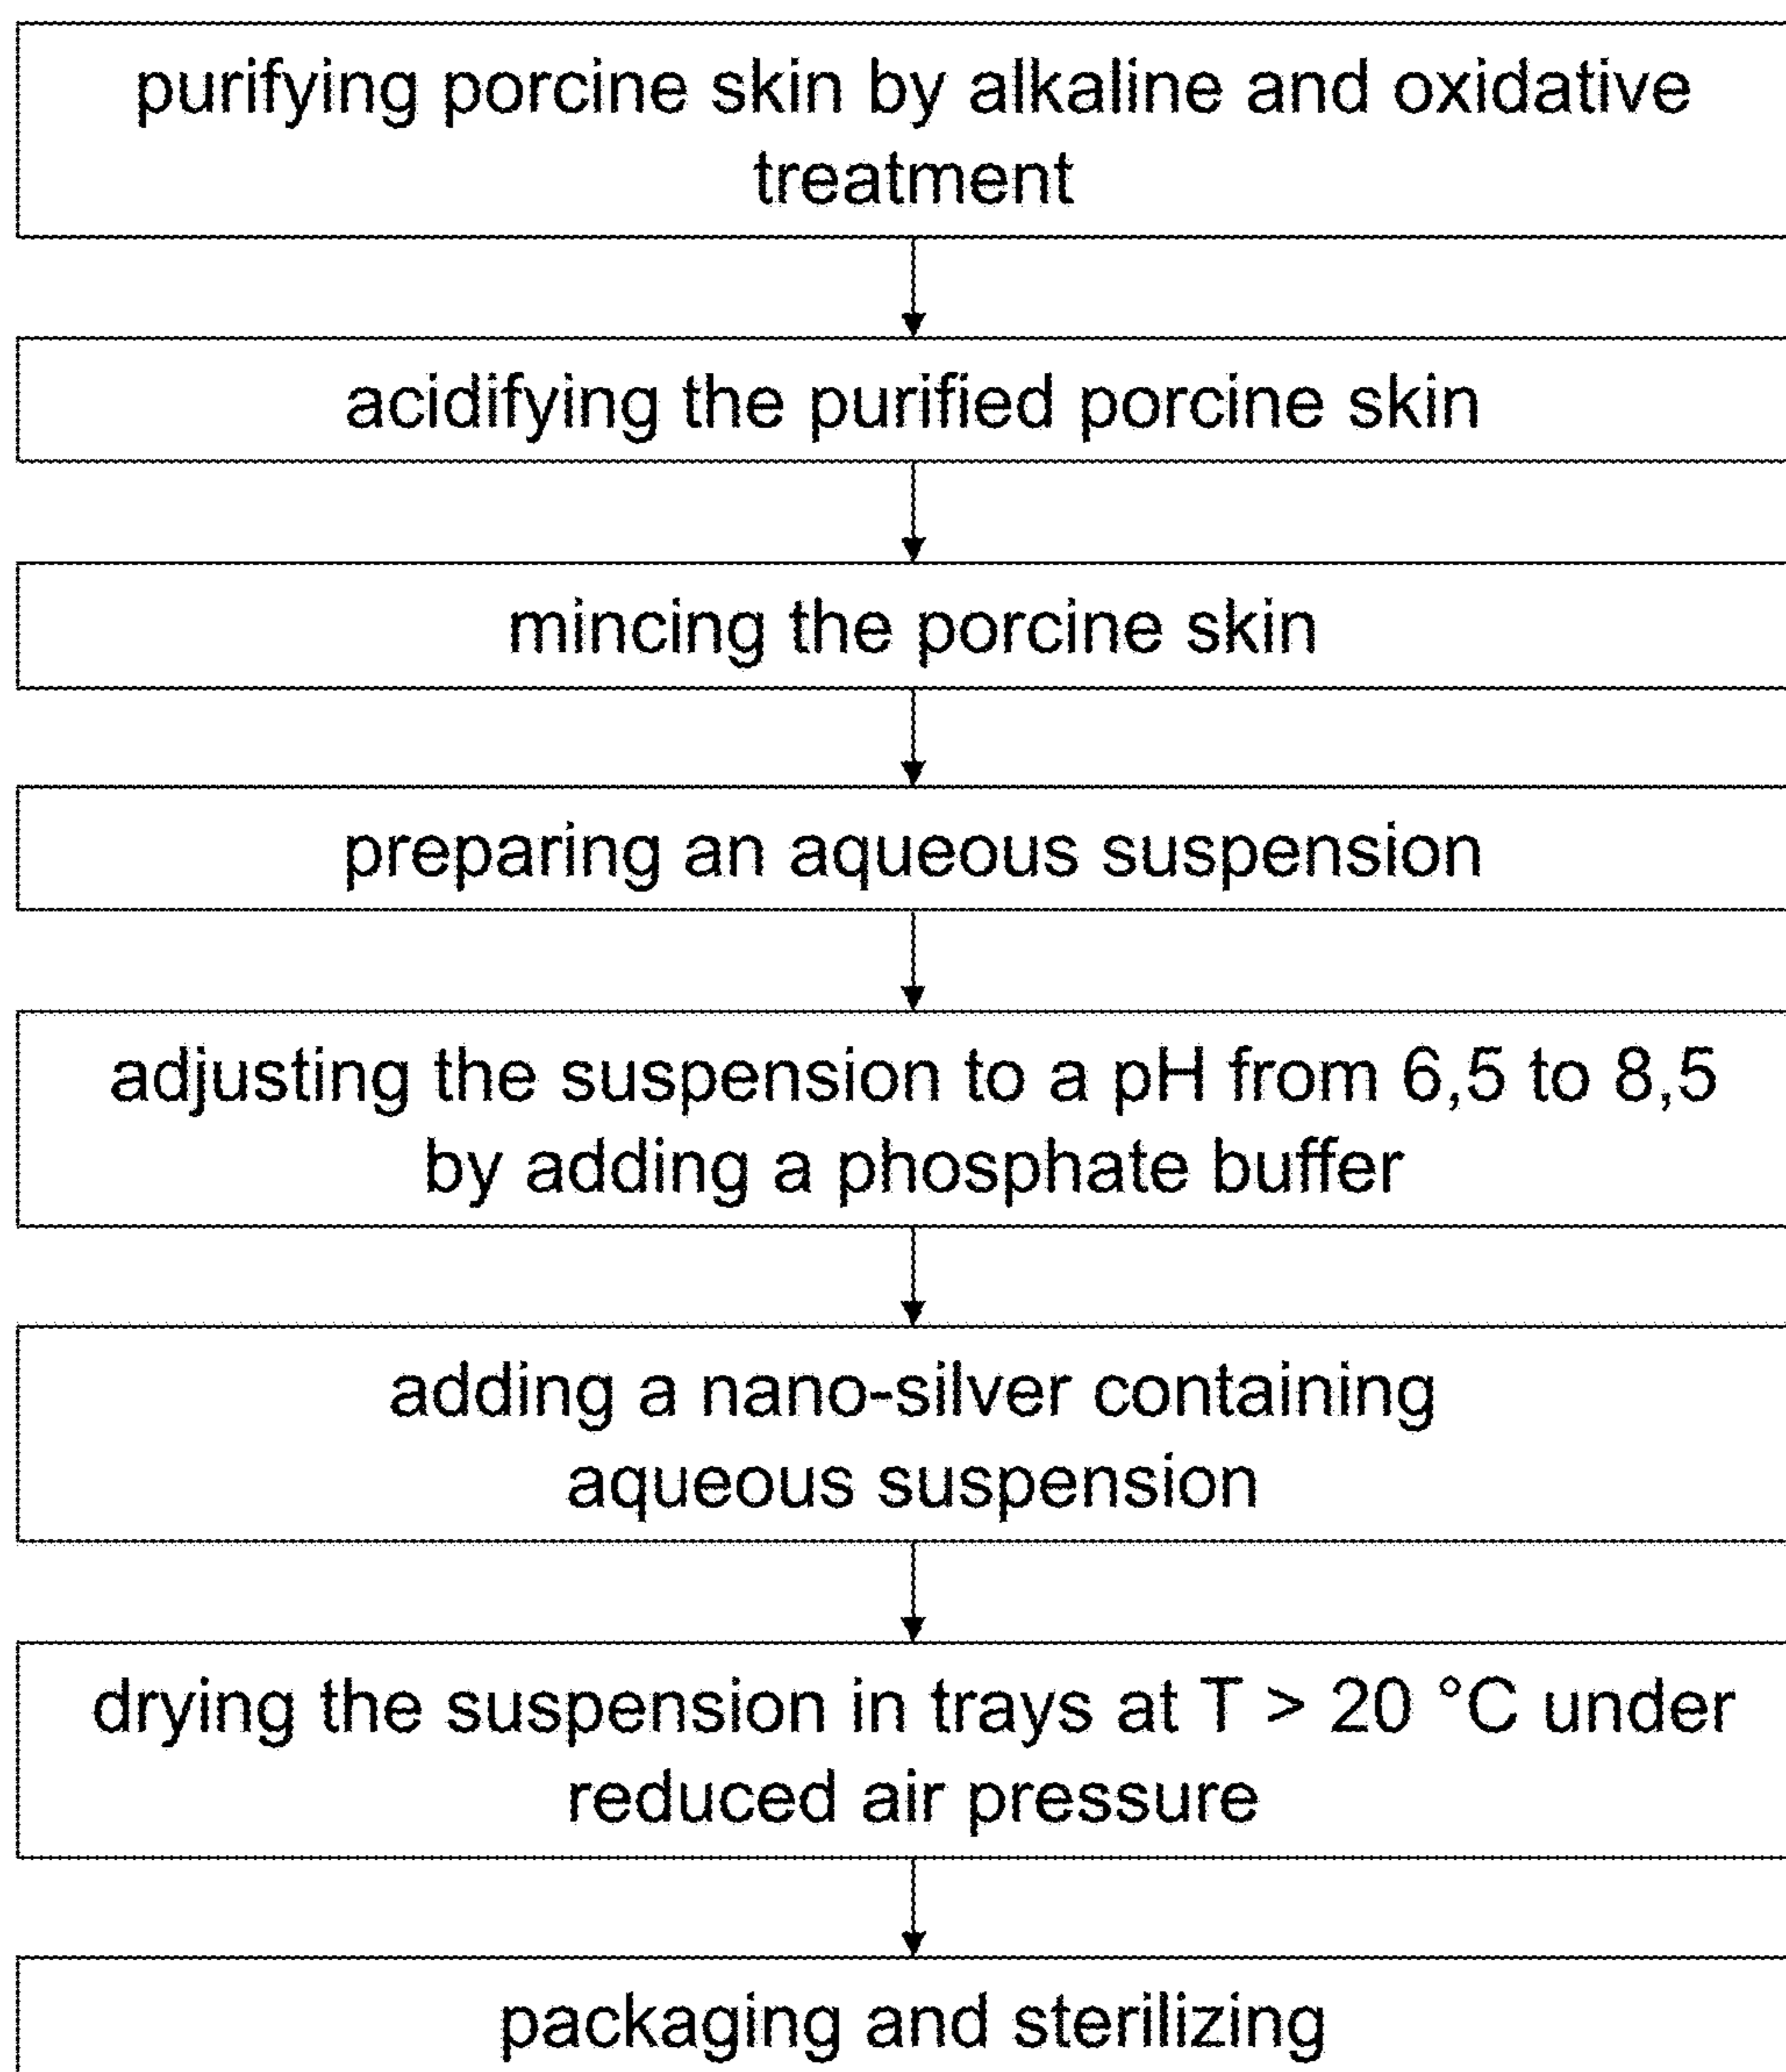 purifying porcine skin by alkaline and oxidative
treatment
acidifying the purified porcine skin
mincing the porcine skin
preparing an aqueous suspension
adjusting the suspension to a pH from 6,5 to 8,5
by adding a phosphate buffer
adding a nano-silver containing
aqueous suspension
drying the suspension in trays at T > 20 °C under
reduced air pressure
packaging and sterilizing